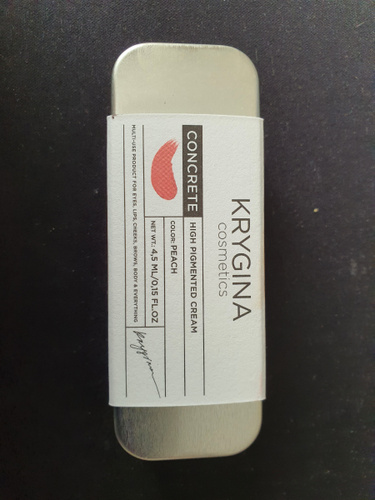 KRYGINA
cosmetics
CONCRETE
HIGH PIGMENTED CREAM
COLOR: PEACH
NET WT: 4,5 ML/0,15 FL.OZ
MULTI-USE PRODUCT FOR EYES, LIPS, CHEEKS, BROWS, BODY & EVERYTHING